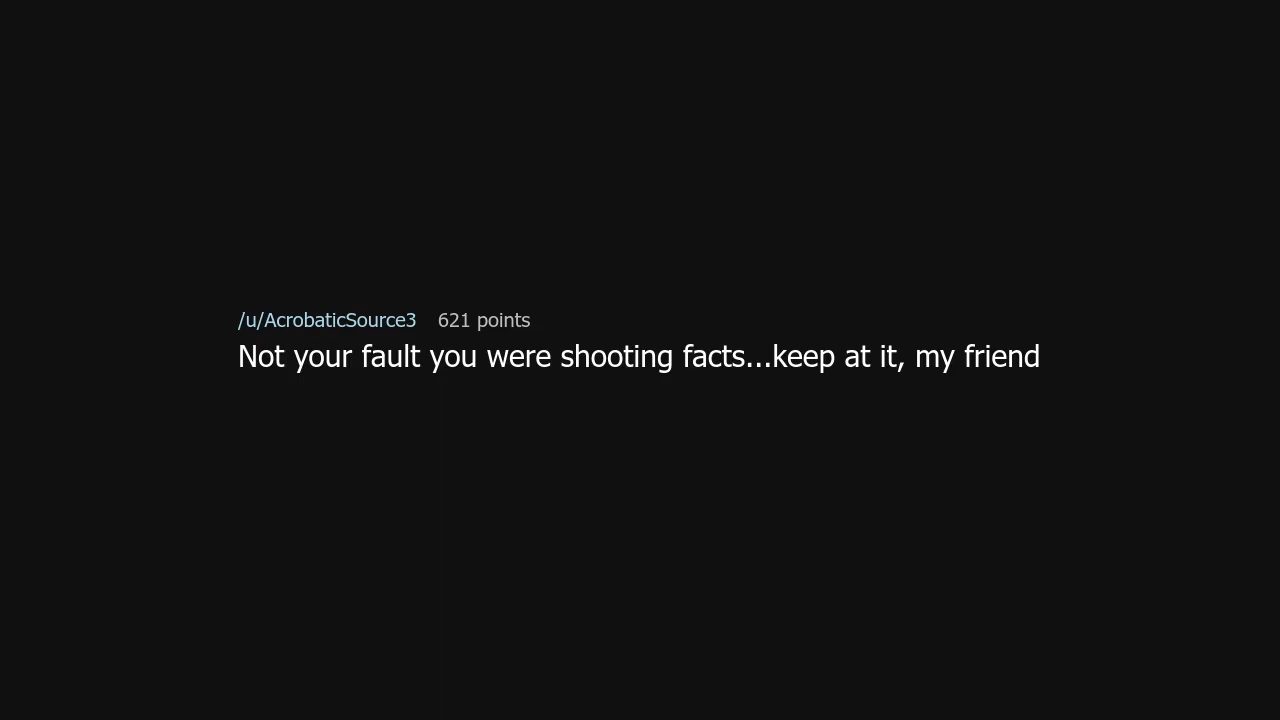 /u/AcrobaticSource3 621 points
Not your fault you were shooting facts...keep at it, my friend